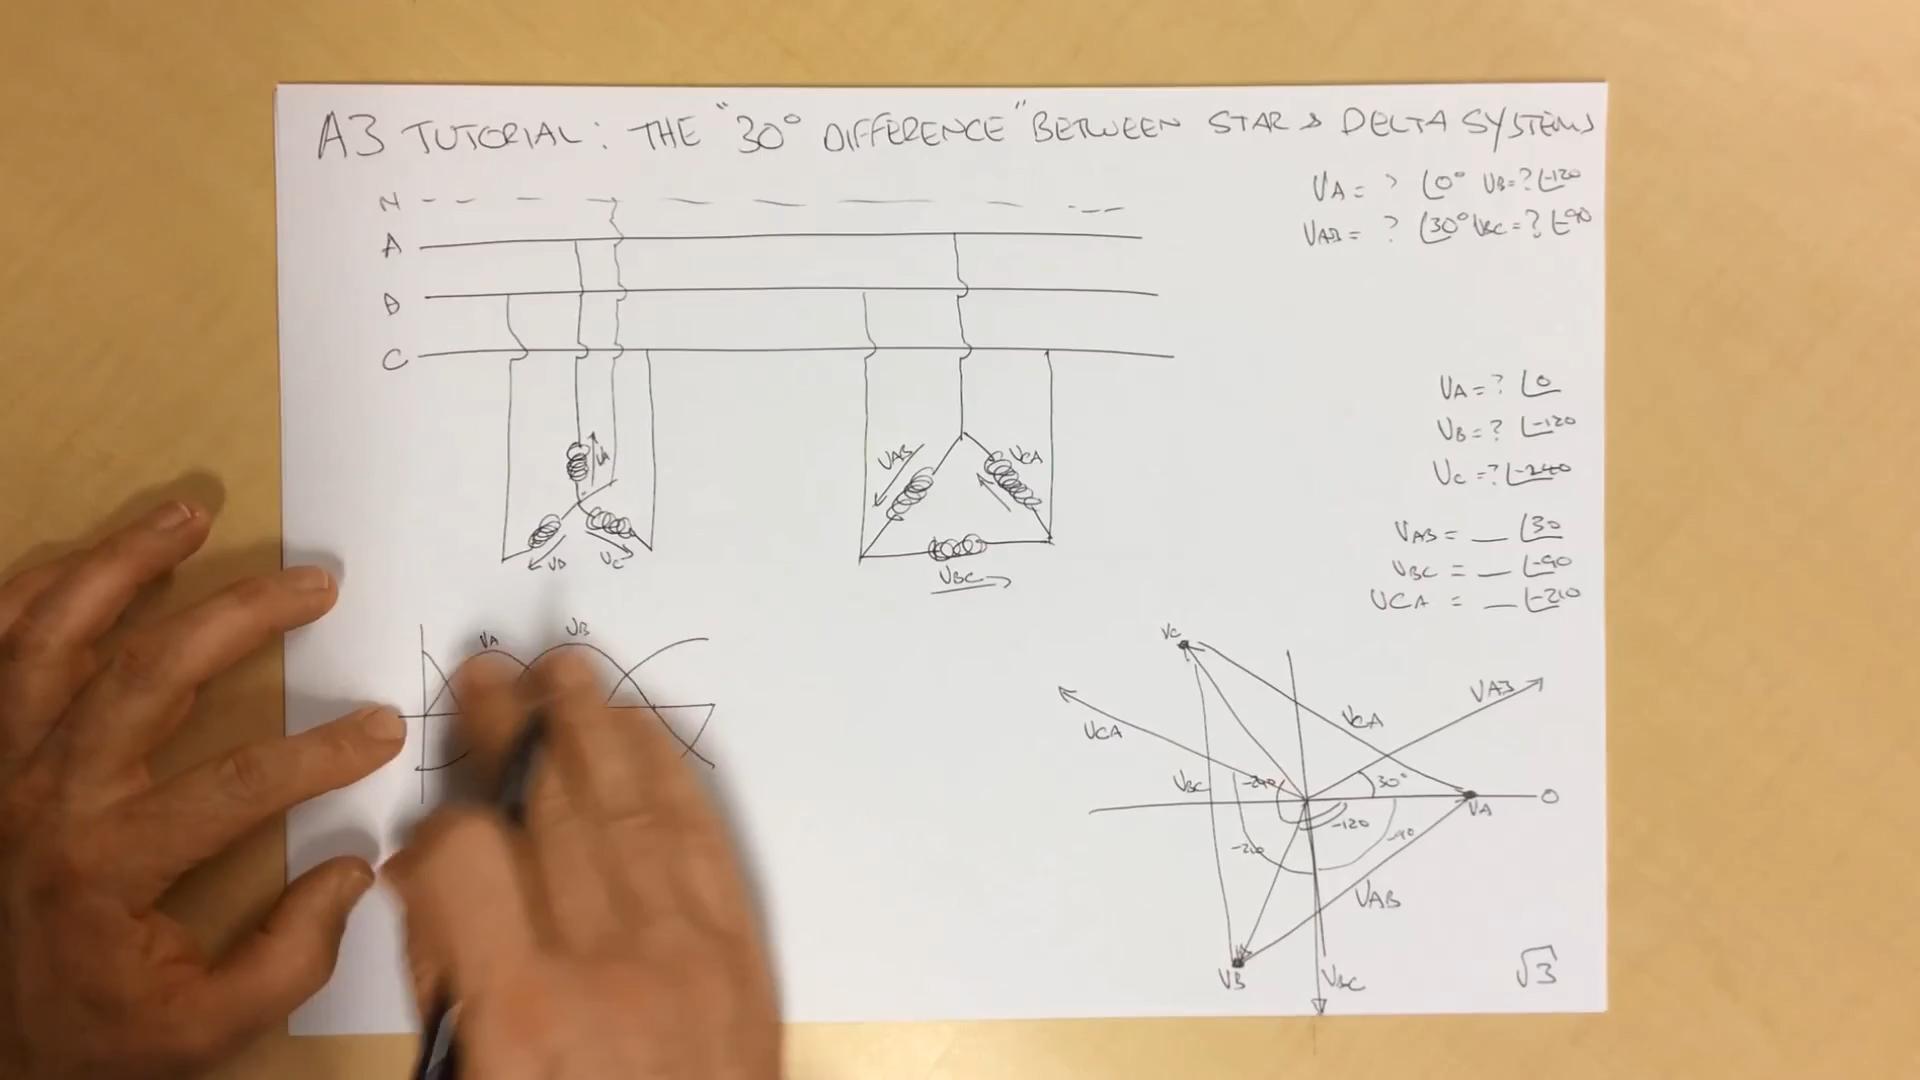 A3 TUTORIAL: THE "30° DIFFERENCE" BETWEEN STAR & DELTA SYSTEMS
VA = ? ∠0° VB=? ∠-120
VAB = ? ∠30° VBC=? ∠-90
N
A
B
C
VA
VB
VC
VAB
VCA
VBC
VA = ? ∠0
VB = ? ∠-120
VC =? ∠-240
VAB = __ ∠30
VBC = __ ∠-90
VCA = __ ∠-210
VA
VB
VC
VAB
VCA
VCA
VBC
-240
30°
0
VA
-120
-90
VAB
VB
VBC
√3